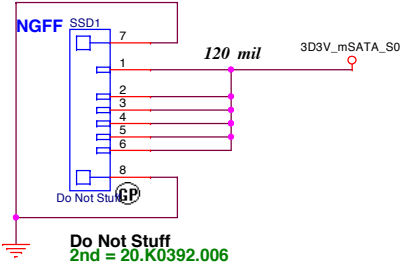 NGFF SSD1
7
120 mil
3D3V_mSATA_S0
1
2
3
4
5
6
8
GP
Do Not Stuff
Do Not Stuff
2nd = 20.K0392.006